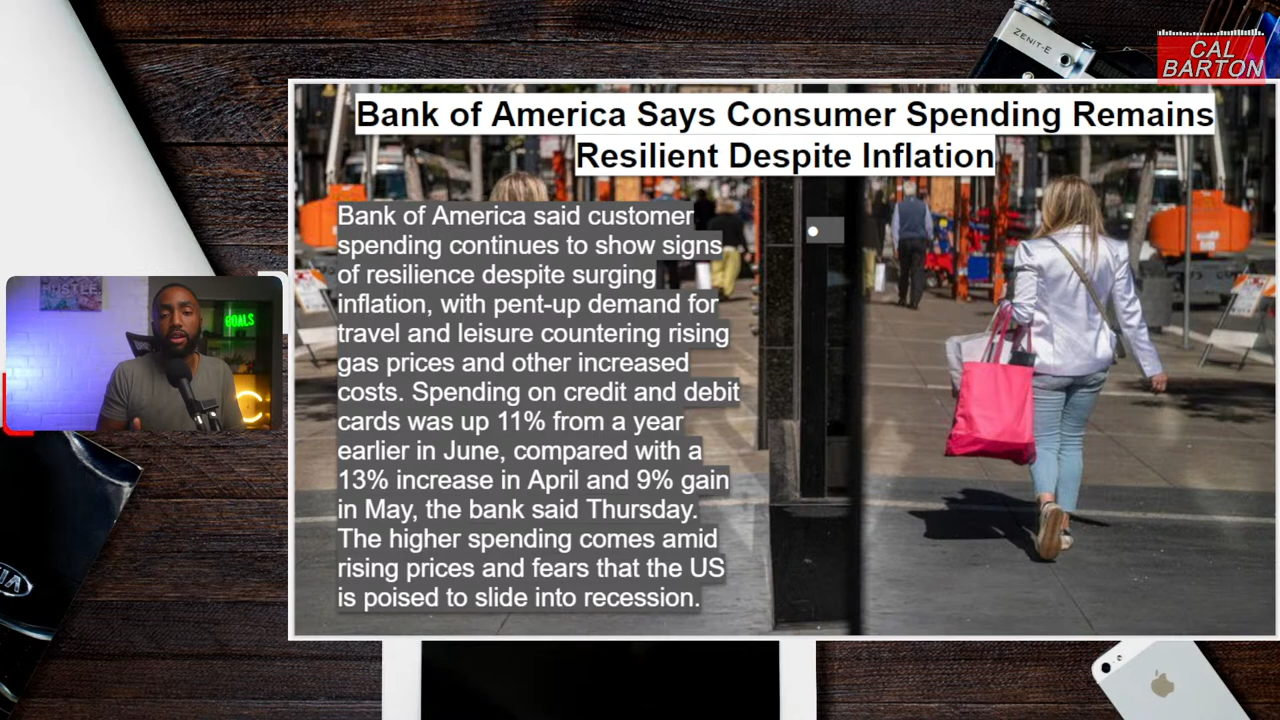 ZENIT-E
CAL
BARTON
Bank of America Says Consumer Spending Remains
Resilient Despite Inflation
Bank of America said customer
spending continues to show signs
of resilience despite surging
inflation, with pent-up demand for
travel and leisure countering rising
gas prices and other increased
costs. Spending on credit and debit
cards was up 11% from a year
earlier in June, compared with a
13% increase in April and 9% gain
in May, the bank said Thursday.
The higher spending comes amid
rising prices and fears that the US
is poised to slide into recession.
HUSTLE
GOALS